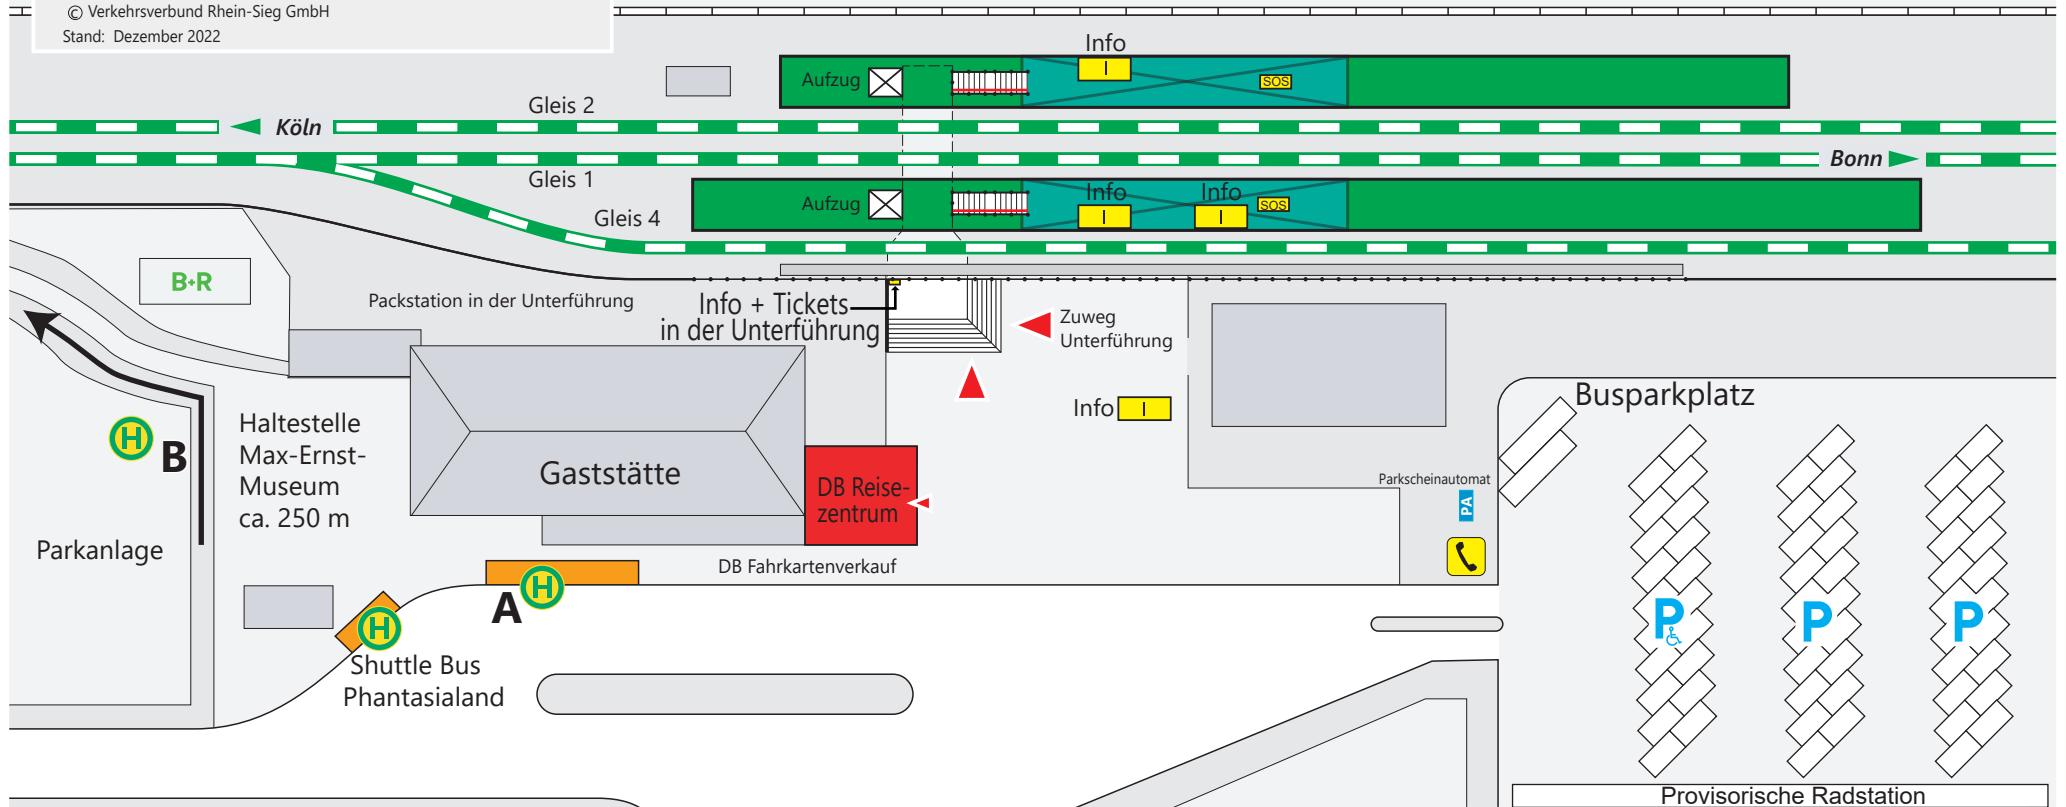 © Verkehrsverbund Rhein-Sieg GmbH
Stand: Dezember 2022
Info
I
Aufzug
SOS
Gleis 2
Köln
Bonn
Gleis 1
Info
Info
Aufzug
I
I
SOS
Gleis 4
B+R
Packstation in der Unterführung
Info + Tickets
in der Unterführung
Zuweg
Unterführung
Info
I
Busparkplatz
H
B
Haltestelle
Max-Ernst-
Museum
ca. 250 m
Gaststätte
DB Reise-
zentrum
Parkscheinautomat
PA
Parkanlage
DB Fahrkartenverkauf
H
A
H
Shuttle Bus
Phantasialand
P
P
P
Provisorische Radstation